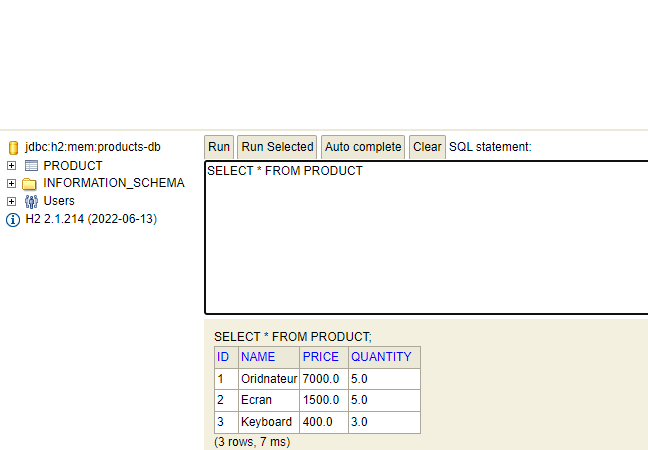 jdbc:h2:mem:products-db
PRODUCT
INFORMATION_SCHEMA
Users
H2 2.1.214 (2022-06-13)
Run Run Selected Auto complete Clear SQL statement:
SELECT * FROM PRODUCT
SELECT * FROM PRODUCT;
ID NAME PRICE QUANTITY
1 Oridnateur 7000.0 5.0
2 Ecran 1500.0 5.0
3 Keyboard 400.0 3.0
(3 rows, 7 ms)